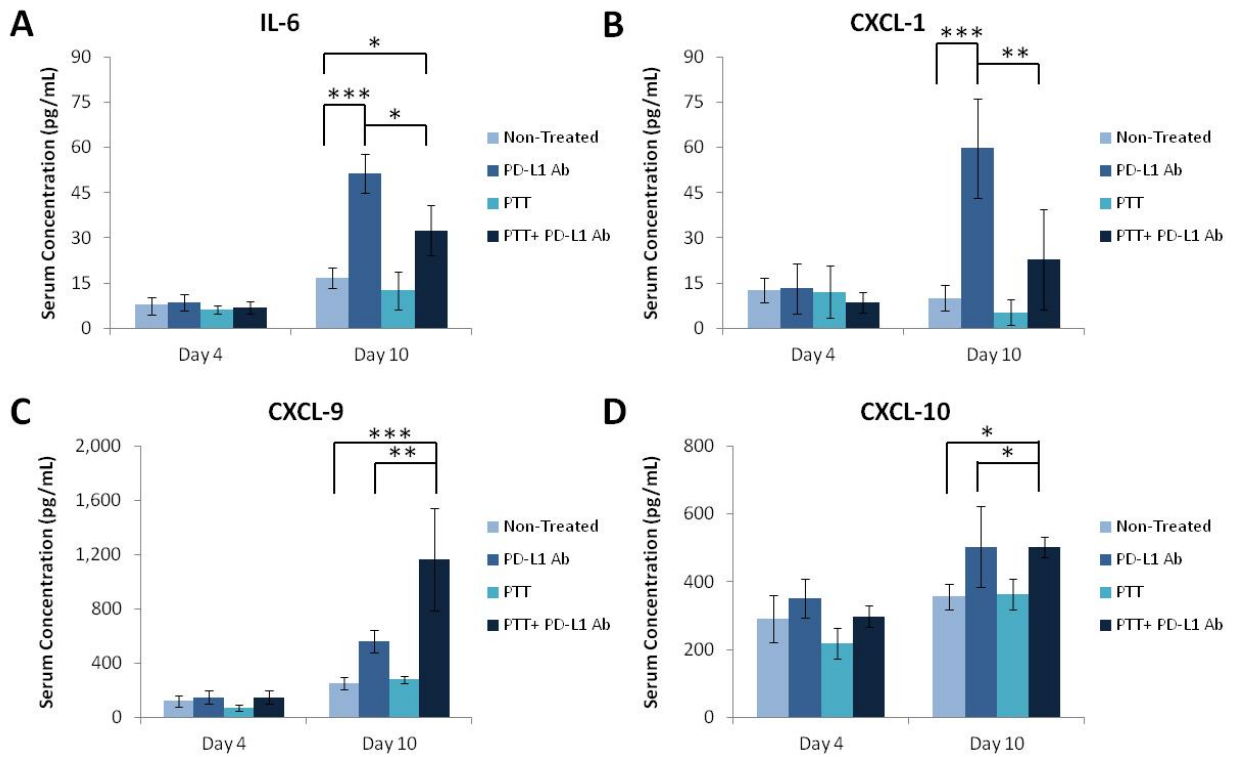 A
IL-6
Serum Concentration (pg/mL)
90
75
60
45
30
15
0
*
***
*
Day 4
Day 10
Non-Treated
PD-L1 Ab
PTT
PTT+ PD-L1 Ab
B
CXCL-1
Serum Concentration (pg/mL)
90
75
60
45
30
15
0
***
**
Day 4
Day 10
Non-Treated
PD-L1 Ab
PTT
PTT+ PD-L1 Ab
C
CXCL-9
Serum Concentration (pg/mL)
2,000
1,600
1,200
800
400
0
***
**
Day 4
Day 10
Non-Treated
PD-L1 Ab
PTT
PTT+ PD-L1 Ab
D
CXCL-10
Serum Concentration (pg/mL)
800
600
400
200
0
*
*
Day 4
Day 10
Non-Treated
PD-L1 Ab
PTT
PTT+ PD-L1 Ab